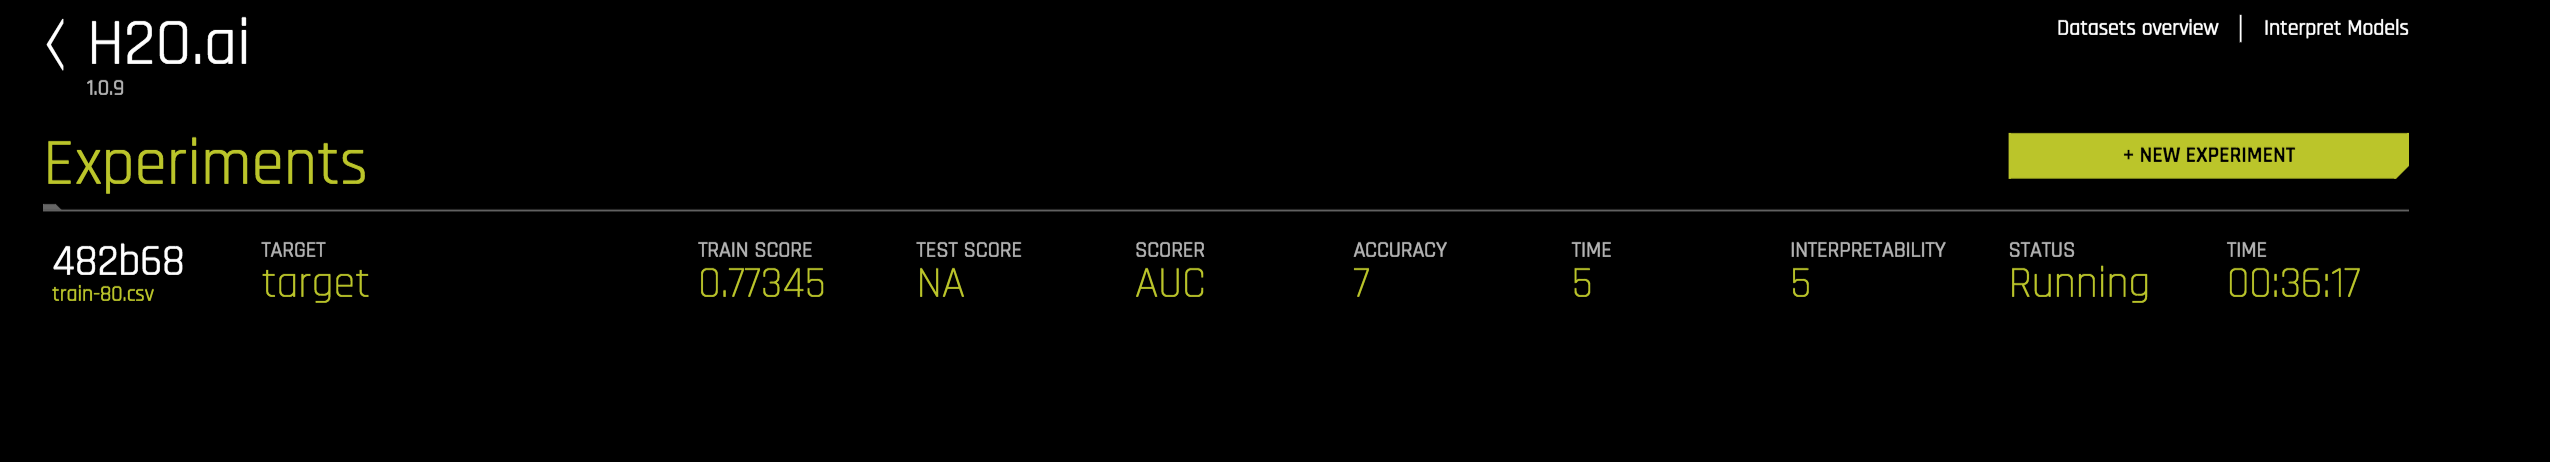 H2O.ai
1.0.9
Datasets overview | Interpret Models
Experiments
+ NEW EXPERIMENT
482b68
train-80.csv
TARGET
target
TRAIN SCORE
0.77345
TEST SCORE
NA
SCORER
AUC
ACCURACY
7
TIME
5
INTERPRETABILITY
5
STATUS
Running
TIME
00:36:17